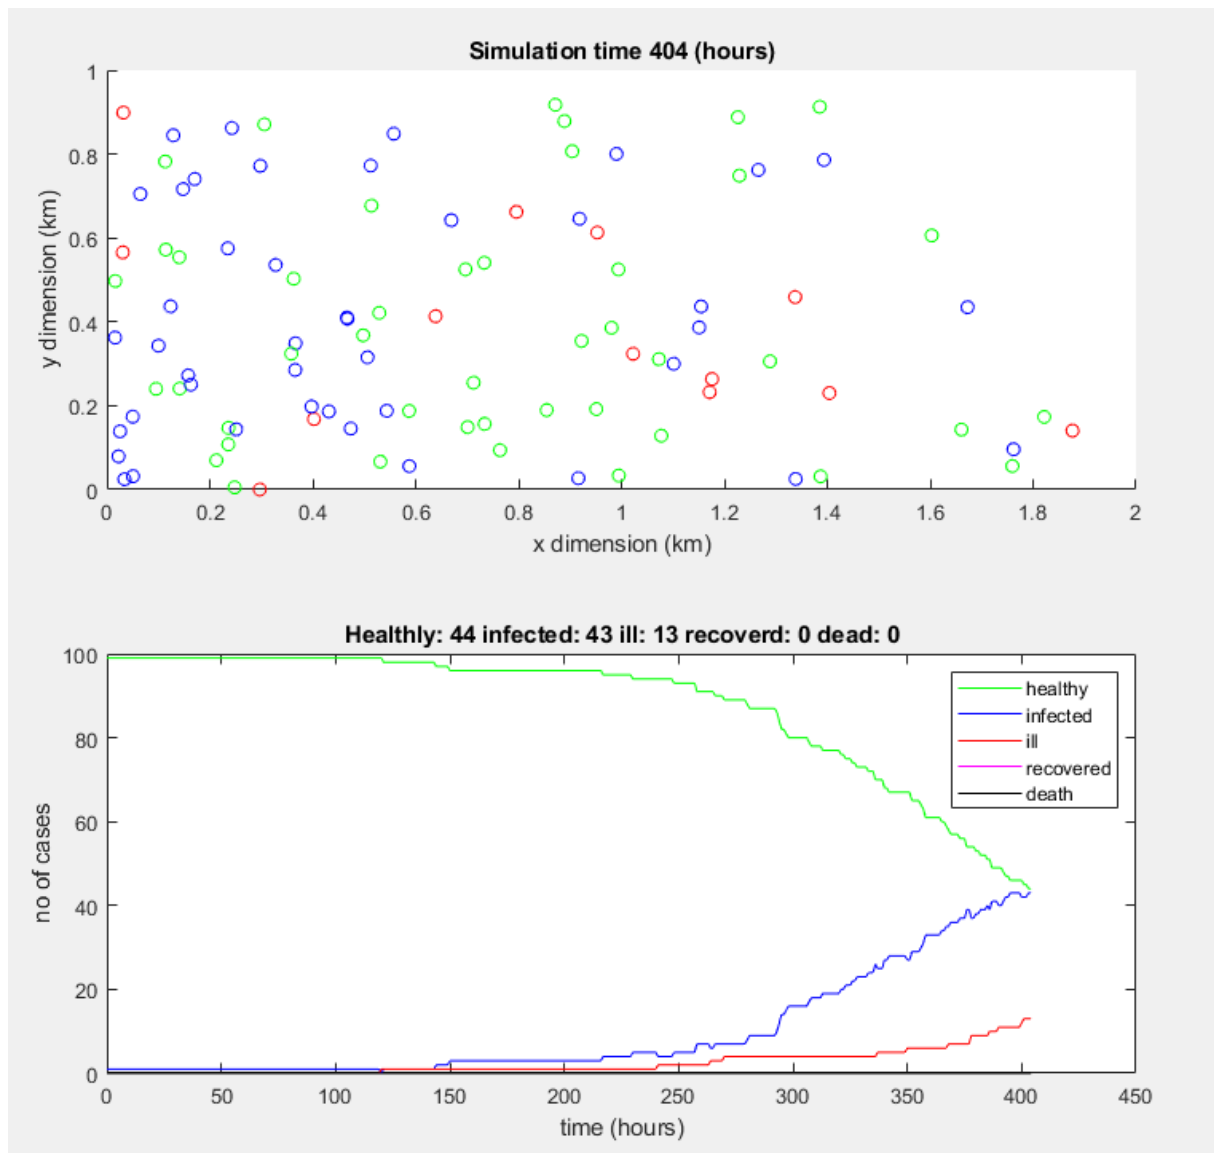 Simulation time 404 (hours)
1
0.8
0.6
0.4
0.2
0
y dimension (km)
0 0.2 0.4 0.6 0.8 1 1.2 1.4 1.6 1.8 2
x dimension (km)
Healthly: 44 infected: 43 ill: 13 recoverd: 0 dead: 0
100
80
60
40
20
0
no of cases
healthy
infected
ill
recovered
death
0 50 100 150 200 250 300 350 400 450
time (hours)